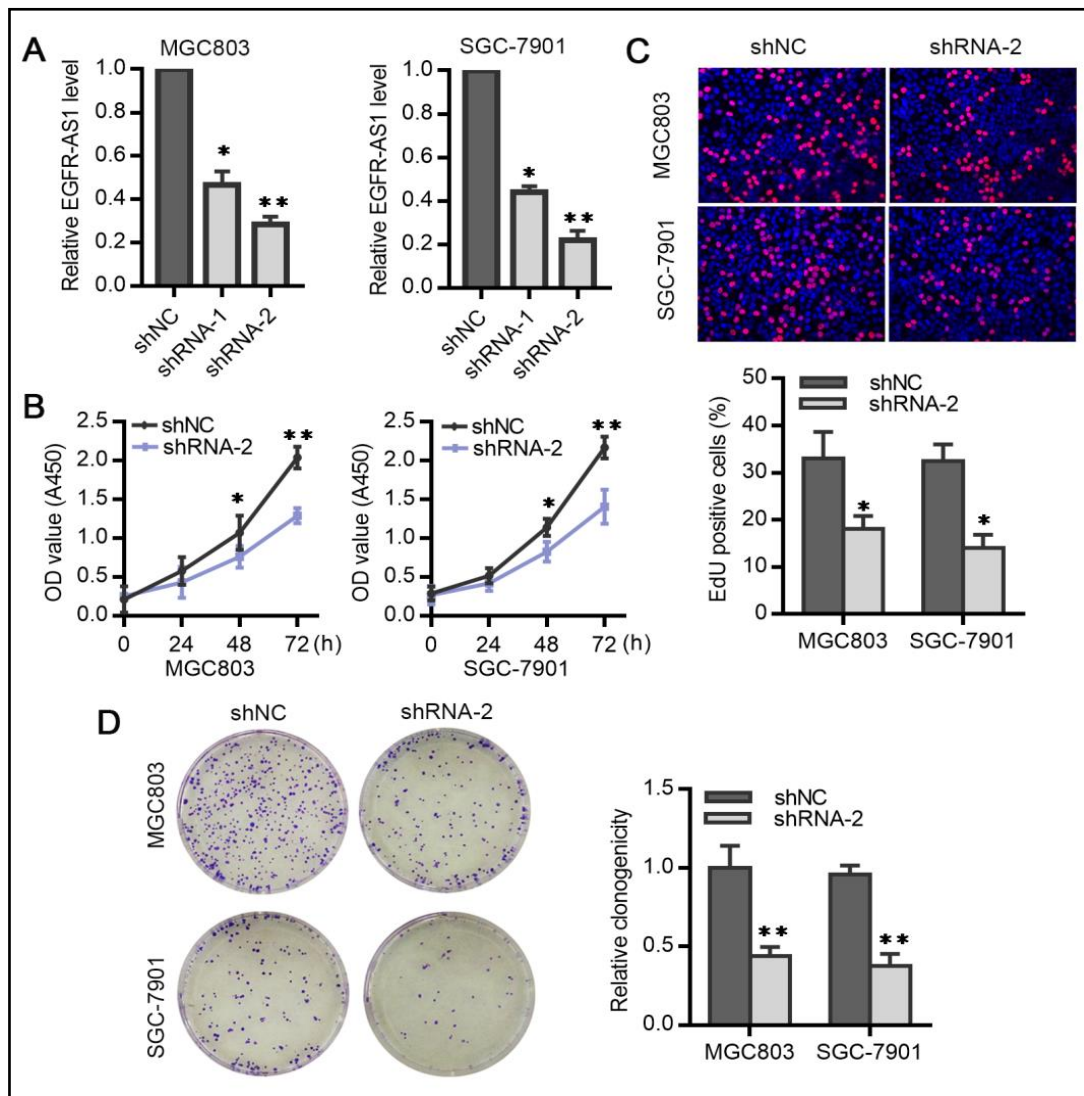 A
MGC803
Relative EGFR-AS1 level
1.0
0.8
0.6
0.4
0.2
0.0
*
**
shNC
shRNA-1
shRNA-2
SGC-7901
Relative EGFR-AS1 level
1.0
0.8
0.6
0.4
0.2
0.0
*
**
shNC
shRNA-1
shRNA-2
C
shNC
shRNA-2
MGC803
SGC-7901
EdU positive cells (%)
50
40
30
20
10
0
shNC
shRNA-2
*
*
MGC803
SGC-7901
B
OD value (A450)
2.5
2.0
1.5
1.0
0.5
0.0
shNC
shRNA-2
*
**
0 24 48 72 (h)
MGC803
OD value (A450)
2.5
2.0
1.5
1.0
0.5
0.0
shNC
shRNA-2
*
**
0 24 48 72 (h)
SGC-7901
D
shNC
shRNA-2
MGC803
SGC-7901
Relative clonogenicity
1.5
1.0
0.5
0.0
shNC
shRNA-2
**
**
MGC803
SGC-7901